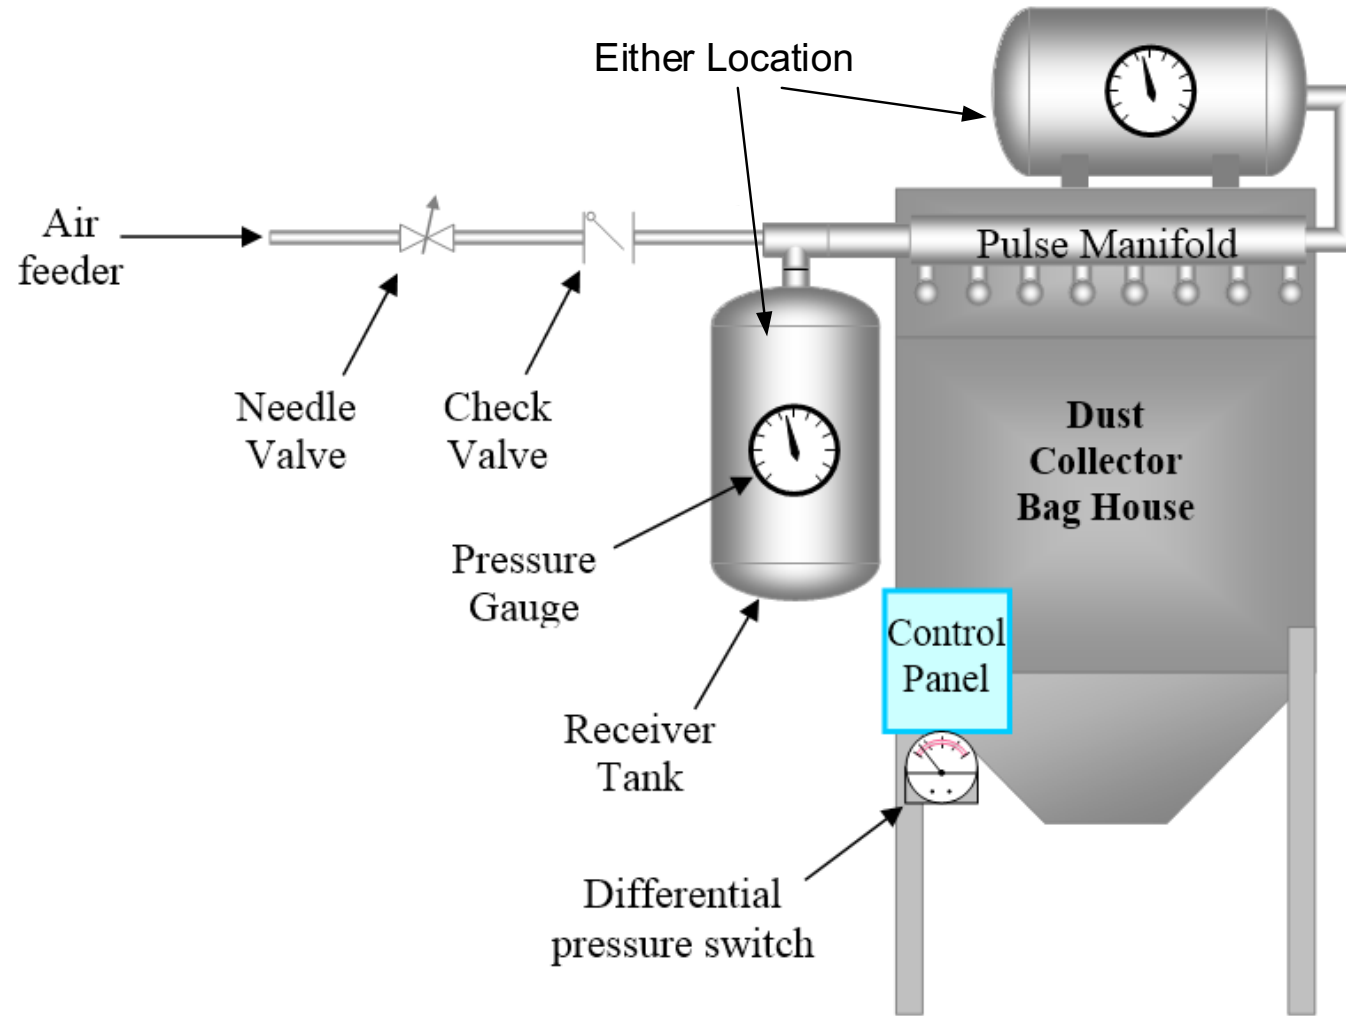 Either Location
Air
feeder
Pulse Manifold
Needle
Valve
Check
Valve
Dust
Collector
Bag House
Pressure
Gauge
Control
Panel
Receiver
Tank
Differential
pressure switch